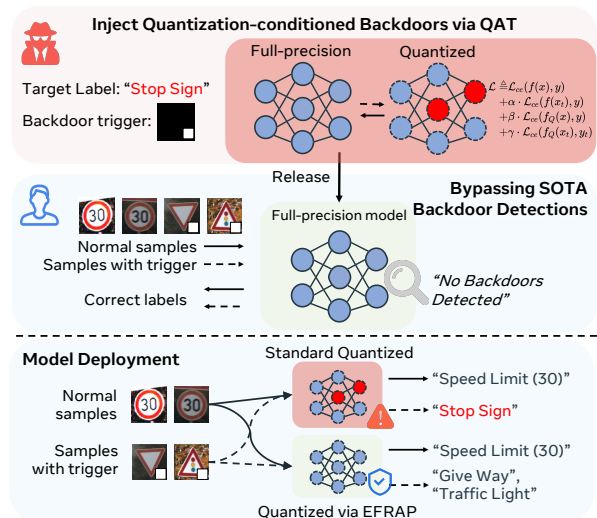 Inject Quantization-conditioned Backdoors via QAT
Full-precision
Quantized
Target Label: “Stop Sign”
Backdoor trigger:
ℒ ≜ℒce(f(x), y)
+α · ℒce(f(xt), y)
+β · ℒce(fQ(x), y)
+γ · ℒce(fQ(xt), yt)
Release
Bypassing SOTA
Backdoor Detections
Full-precision model
30
30
Normal samples
Samples with trigger
Correct labels
“No Backdoors
Detected”
Model Deployment
Standard Quantized
Normal
samples
30
30
“Speed Limit (30)”
“Stop Sign”
Samples
with trigger
“Speed Limit (30)”
“Give Way”,
“Traffic Light”
Quantized via EFRAP